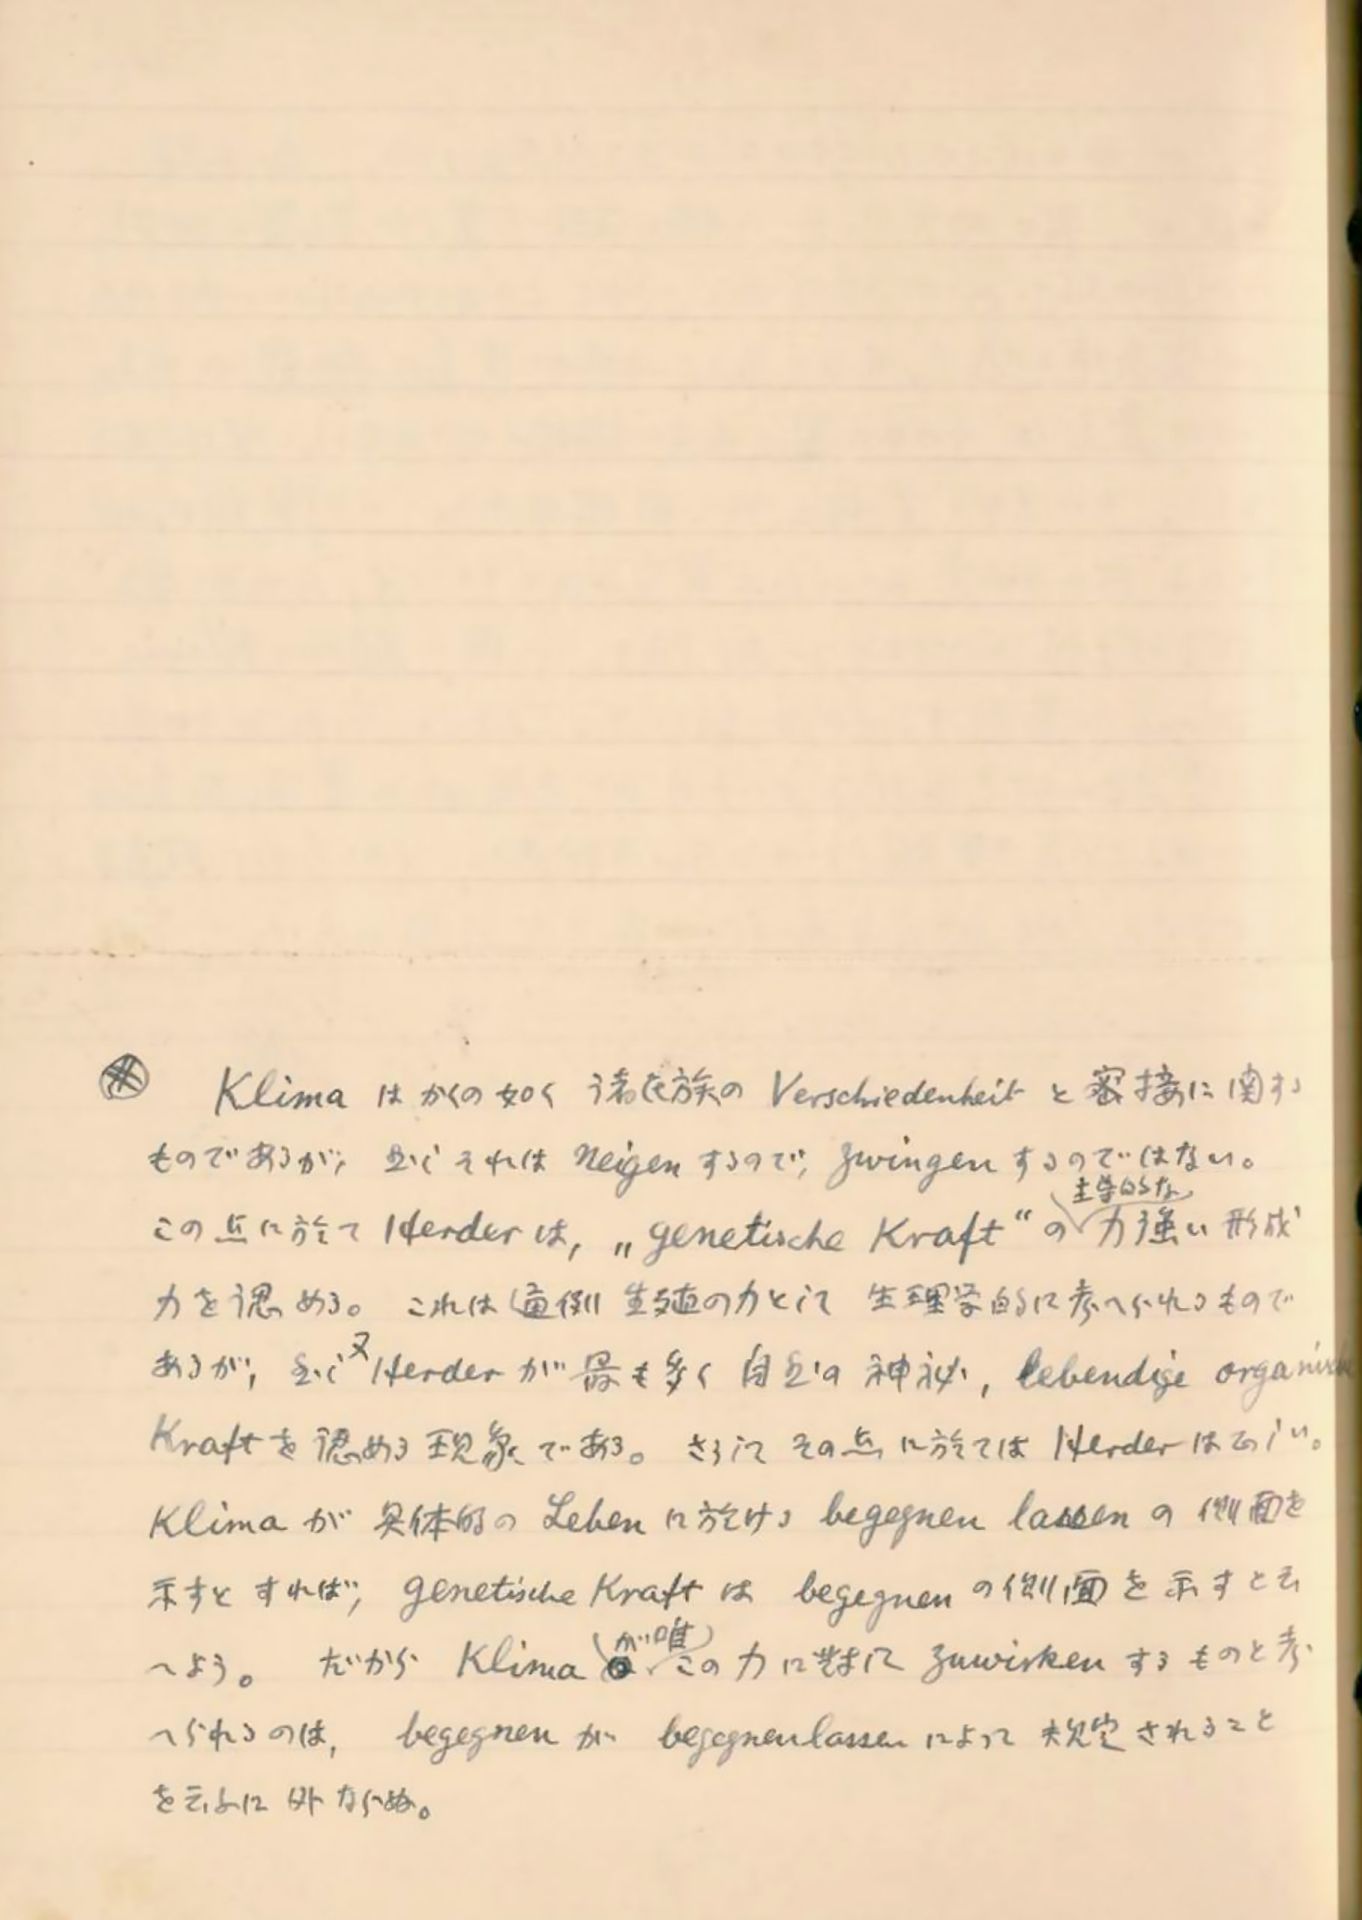 Klima はかくの如く 諸民族の Verschiedenheit と密接に関する
ものであるが、然しそれは neigen するので、zwingen するのではない。
主導的な
この点に於て Herder は, „genetische Kraft“ の 力強い 形成
力を認める。 これは 通例 生殖の力として 生理学的に考へられるもので
あるが、然し又 Herder が 最も多く 自然の 神秘, lebendige organische
Kraft を 認める 現象である。 さうして その点に於ては Herder は正しい。
Klima が 具体的の Leben に於ける begegnen lassen の 側面を
示すとすれば, genetische Kraft は begegnen の側面を示すと云
が唯
へよう。 だから Klima この力に対して zuwirken するものと考
へられるのは, begegnen が begegnenlassen によって 規定されること
を云ふに外ならぬ。